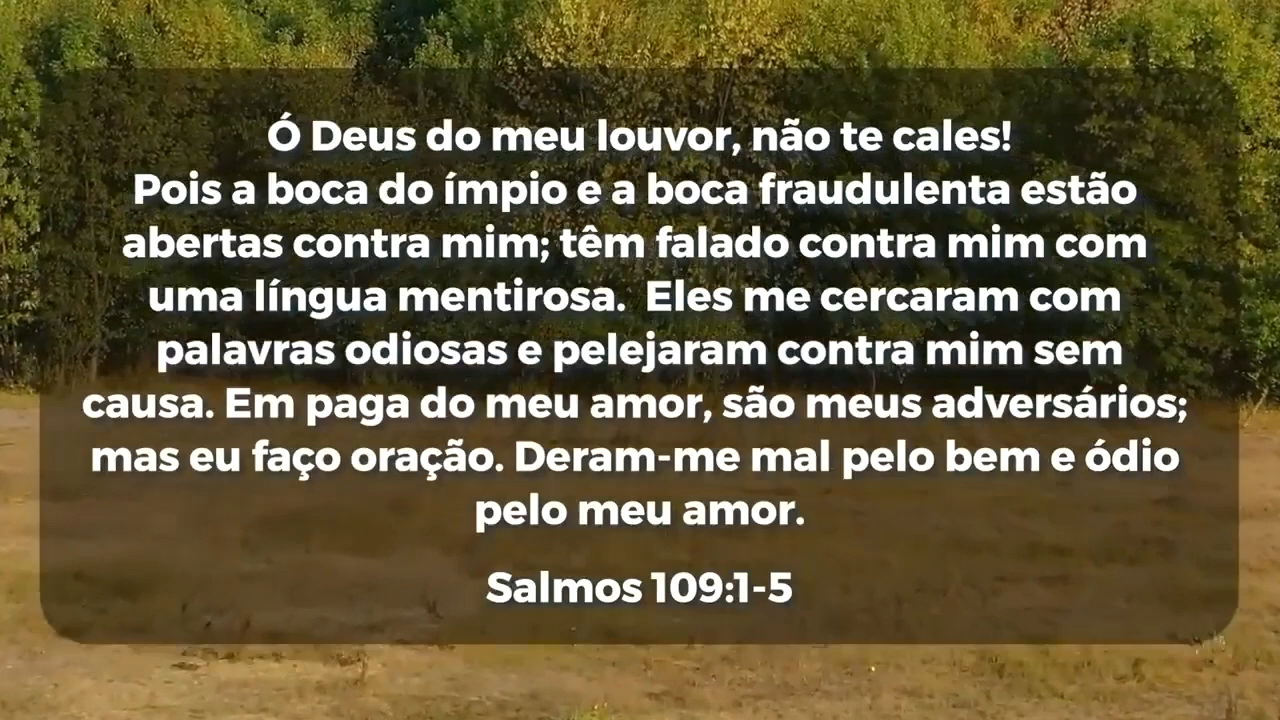 Ó Deus do meu louvor, não te cales!
Pois a boca do ímpio e a boca fraudulenta estão
abertas contra mim; têm falado contra mim com
uma língua mentirosa.  Eles me cercaram com
palavras odiosas e pelejaram contra mim sem
causa. Em paga do meu amor, são meus adversários;
mas eu faço oração. Deram-me mal pelo bem e ódio
pelo meu amor.
Salmos 109:1-5